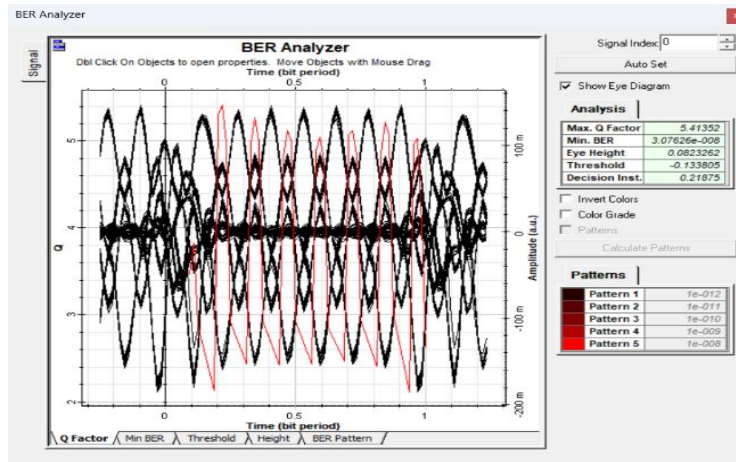 BER Analyzer
x
Signal
BER Analyzer
Dbl Click On Objects to open properties. Move Objects with Mouse Drag
Time (bit period)
0 0.5 1
Q
5
4
3
2
Amplitude (a.u.)
100 m
0
-100 m
-200 m
0 0.5 1
Time (bit period)
Q Factor Min BER Threshold Height BER Pattern
Signal Index: 0
Auto Set
Show Eye Diagram
Analysis
Max. Q Factor 5.41352
Min. BER 3.07626e-008
Eye Height 0.0823262
Threshold -0.133805
Decision Inst. 0.21875
Invert Colors
Color Grade
Patterns
Calculate Patterns
Patterns
Pattern 1 1e-012
Pattern 2 1e-011
Pattern 3 1e-010
Pattern 4 1e-009
Pattern 5 1e-008